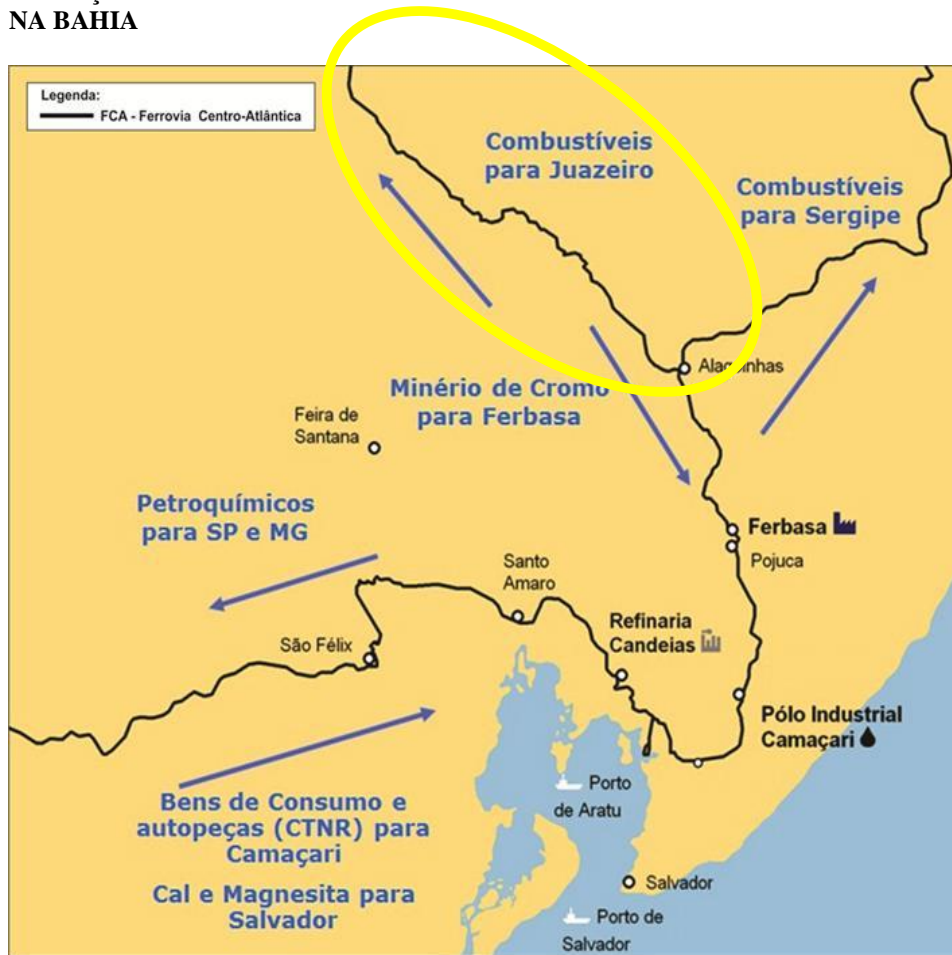 NA BAHIA
Legenda:
FCA - Ferrovia Centro-Atlântica
Combustíveis
para Juazeiro
Combustíveis
para Sergipe
Alagoinhas
Minério de Cromo
para Ferbasa
Feira de
Santana
Petroquímicos
para SP e MG
Ferbasa
Pojuca
Santo
Amaro
Refinaria
Candeias
São Félix
Pólo Industrial
Camaçari
Porto
de Aratu
Bens de Consumo e
autopeças (CTNR) para
Camaçari
Cal e Magnesita para
Salvador
Salvador
Porto de
Salvador